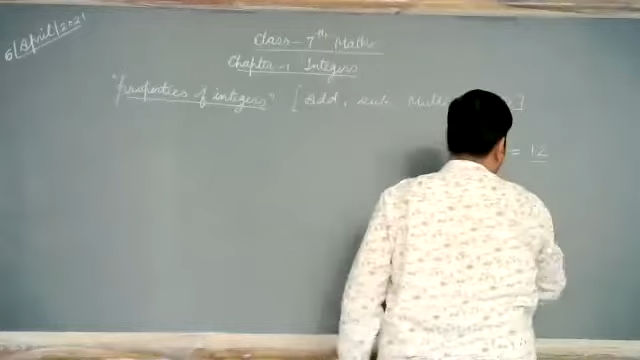 6/April/2021
Class - 7th Maths
Chapter-1 Integers
"Properties of integers" [Add, sub, Multi
= 12